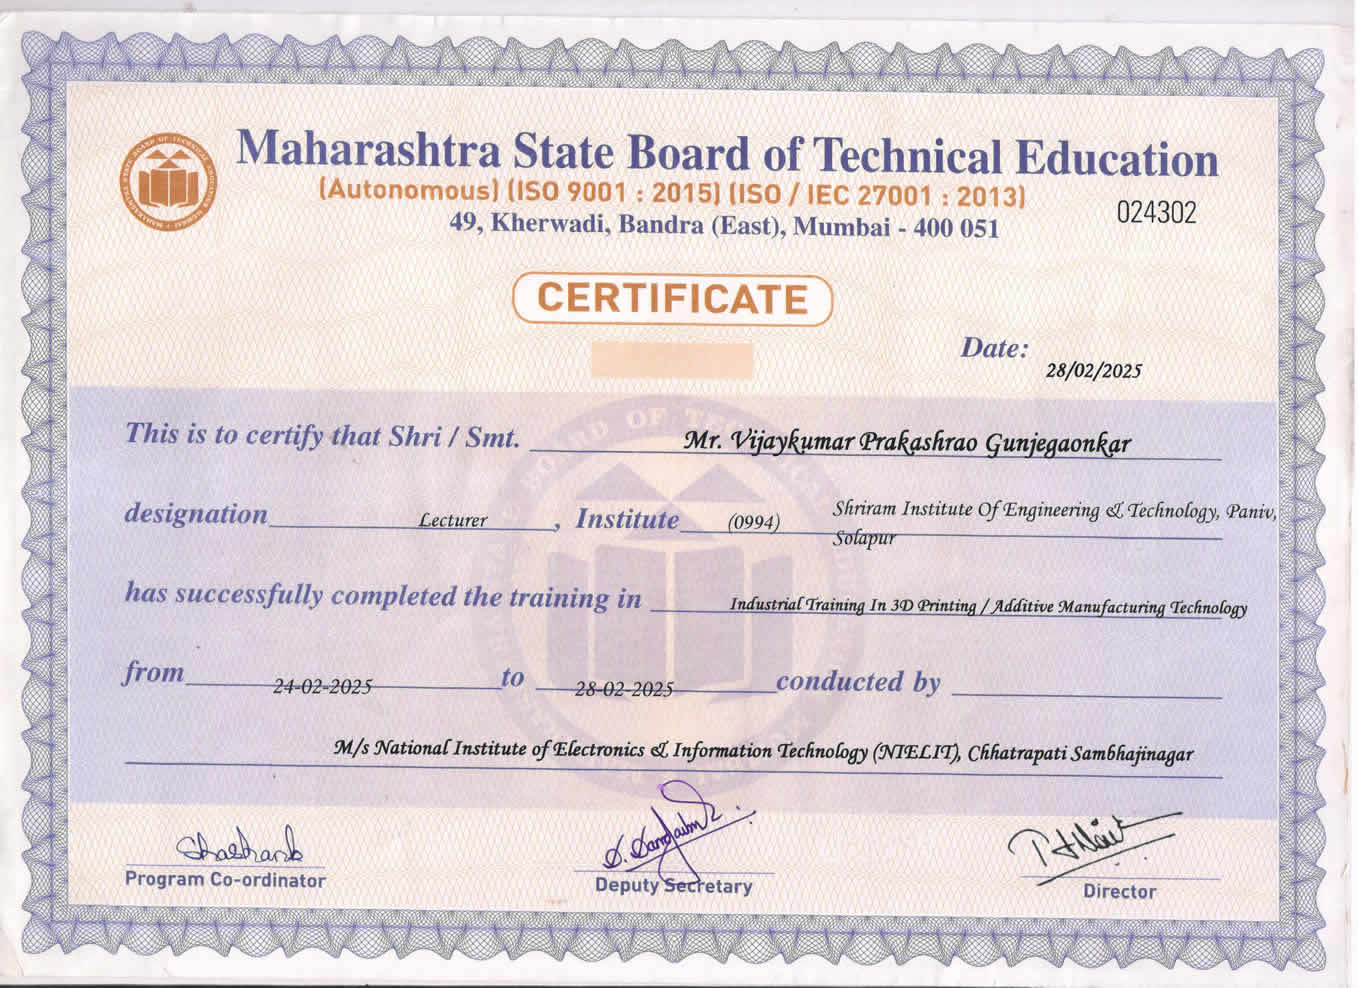 Maharashtra State Board of Technical Education
(Autonomous) (ISO 9001 : 2015) (ISO / IEC 27001 : 2013)
49, Kherwadi, Bandra (East), Mumbai - 400 051
024302
CERTIFICATE
Date: 28/02/2025
This is to certify that Shri / Smt. Mr. Vijaykumar Prakashrao Gunjegaonkar
designation Lecturer , Institute (0994) Shriram Institute Of Engineering & Technology, Paniv,
Solapur
has successfully completed the training in Industrial Training In 3D Printing / Additive Manufacturing Technology
from 24-02-2025 to 28-02-2025 conducted by
M/s National Institute of Electronics & Information Technology (NIELIT), Chhatrapati Sambhajinagar
Shashank
Program Co-ordinator
Deputy Secretary
Director